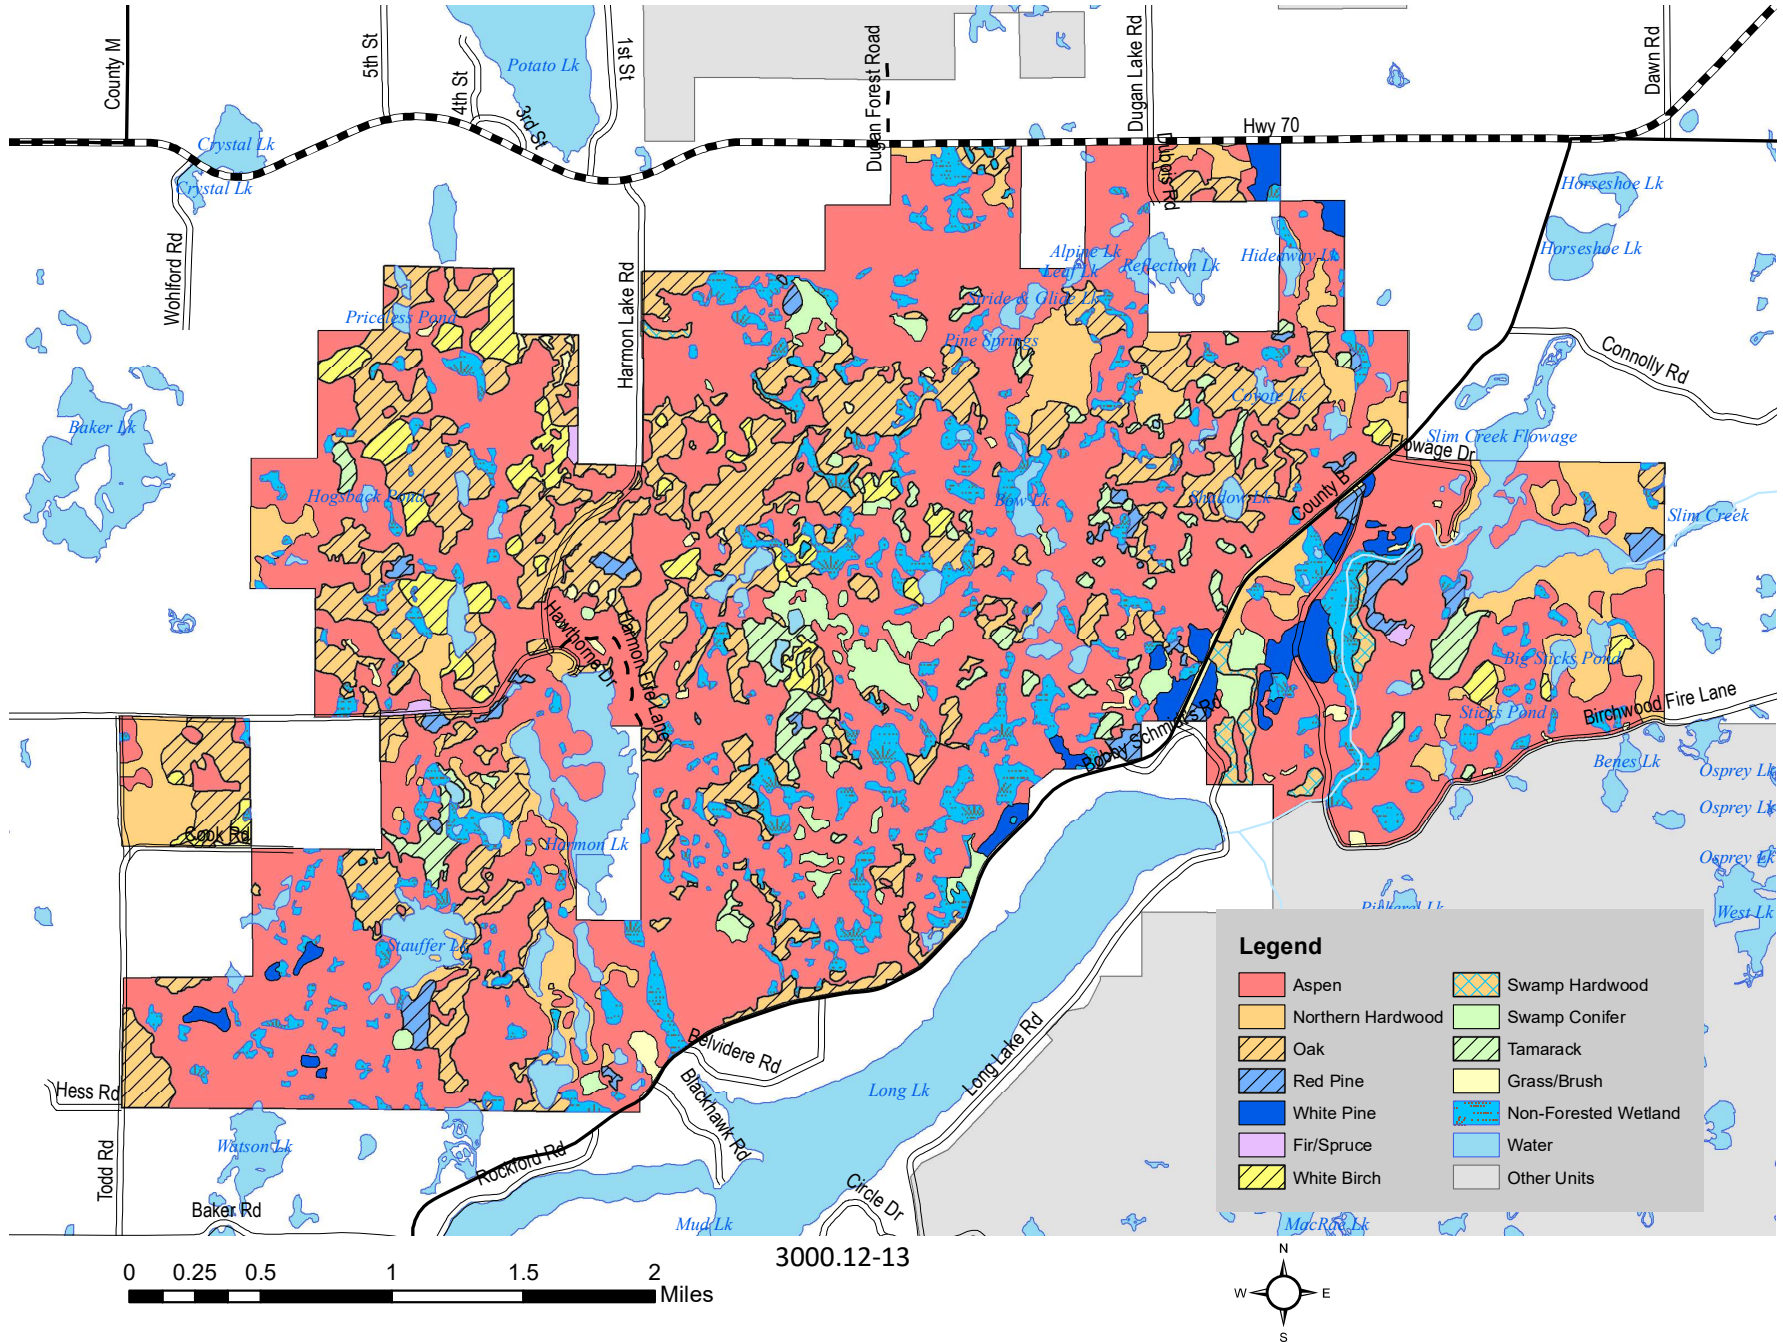 County M
5th St
4th St
3rd St
1st St
Potato Lk
Dugan Forest Road
Dugan Lake Rd
Dubois Rd
Hwy 70
Dawn Rd
Crystal Lk
Crystal Lk
Wohlford Rd
Harmon Lake Rd
Horseshoe Lk
Horseshoe Lk
Alpine Lk
Leaf Lk
Reflection Lk
Hideaway Lk
Stride & Glide Lk
Pine Springs
Priceless Pond
Connolly Rd
Baker Lk
Coyote Lk
Slim Creek Flowage
Flowage Dr
Hogsback Pond
Bow Lk
Shadow Lk
County B
Slim Creek
Hawthorne Dr
Harmon Fire Lane
Big Sticks Pond
Sticks Pond
Birchwood Fire Lane
Bobby Schmidts Rd
Benes Lk
Osprey Lk
Osprey Lk
Osprey Lk
Cook Rd
Harmon Lk
Stauffer Lk
Pickerel Lk
West Lk
Belvidere Rd
Blackhawk Rd
Long Lk
Long Lake Rd
Hess Rd
Todd Rd
Watson Lk
Rockford Rd
Baker Rd
Mud Lk
Circle Dr
MacRae Lk
Legend
Aspen
Northern Hardwood
Oak
Red Pine
White Pine
Fir/Spruce
White Birch
Swamp Hardwood
Swamp Conifer
Tamarack
Grass/Brush
Non-Forested Wetland
Water
Other Units
3000.12-13
0 0.25 0.5 1 1.5 2
Miles
N
W E
S